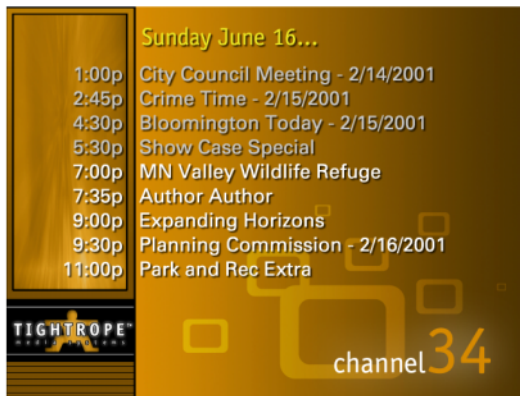 Sunday June 16...
1:00p City Council Meeting - 2/14/2001
2:45p Crime Time - 2/15/2001
4:30p Bloomington Today - 2/15/2001
5:30p Show Case Special
7:00p MN Valley Wildlife Refuge
7:35p Author Author
9:00p Expanding Horizons
9:30p Planning Commission - 2/16/2001
11:00p Park and Rec Extra
TIGHTROPE™
media systems
channel 34